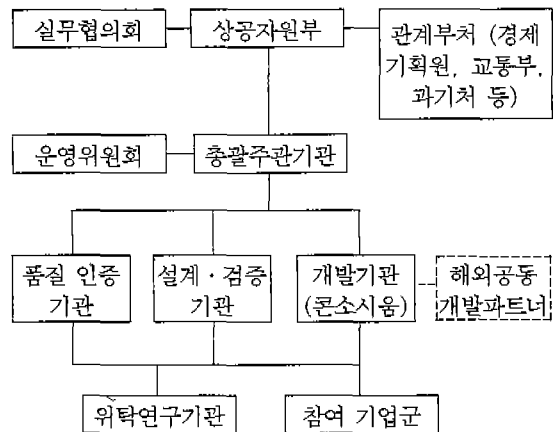 실무협의회
상공자원부
관계부처 (경제
기획원, 교통부,
과기처 등)
운영위원회
총괄주관기관
품질 인증
기관
설계·검증
기관
개발기관
(콘소시움)
해외공동
개발파트너
위탁연구기관
참여 기업군